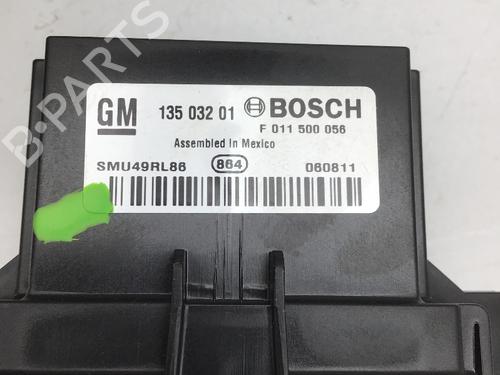 B-PARTS
GM 135 032 01 BOSCH
F 011 500 056
Assembled in Mexico
SMU49RL86 864 060811